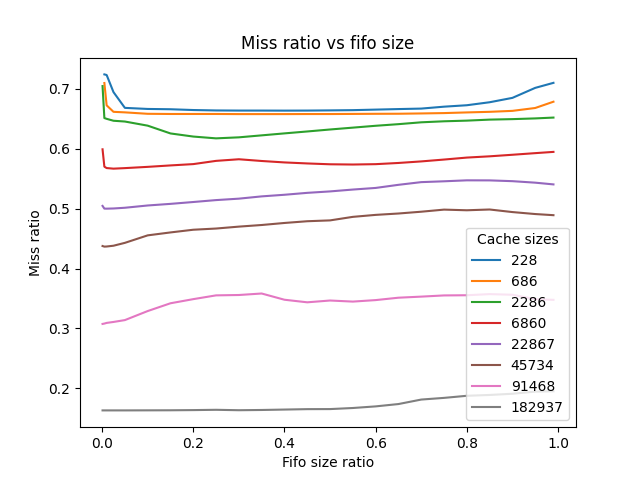 Miss ratio vs fifo size
Miss ratio
0.7
0.6
0.5
0.4
0.3
0.2
Cache sizes
228
686
2286
6860
22867
45734
91468
182937
0.0 0.2 0.4 0.6 0.8 1.0
Fifo size ratio